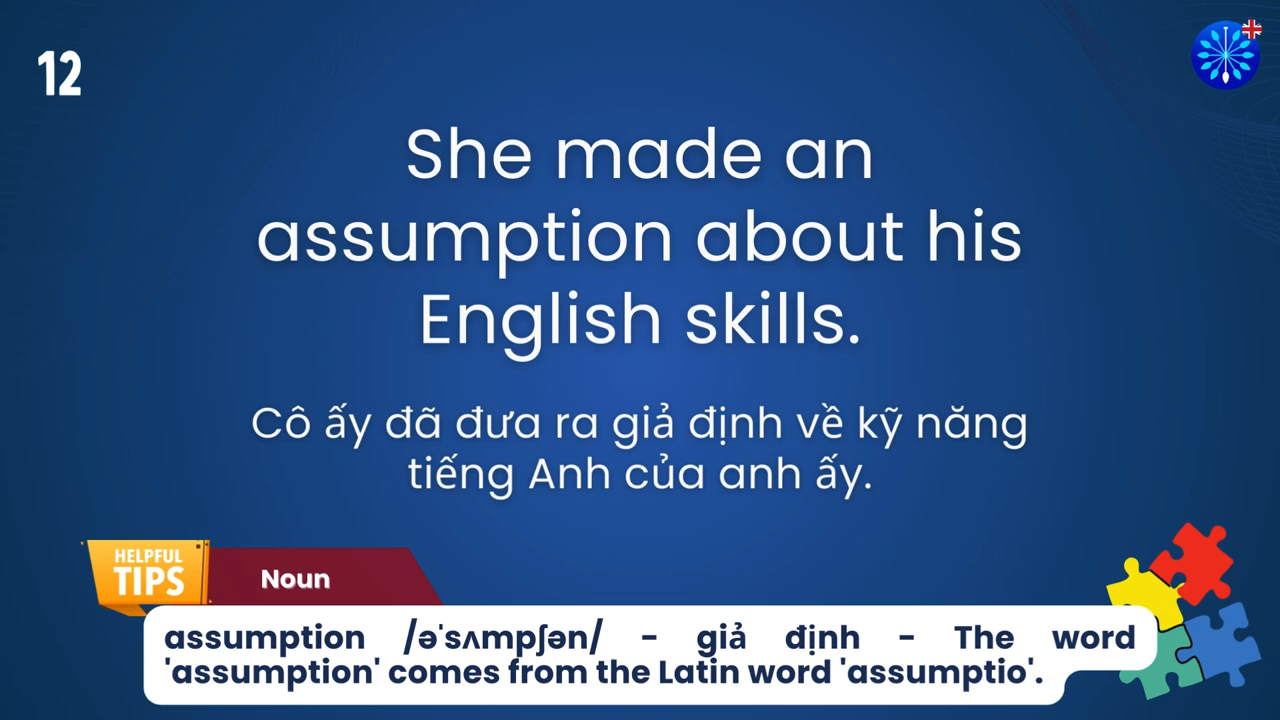 12
She made an
assumption about his
English skills.
Cô ấy đã đưa ra giả định về kỹ năng
tiếng Anh của anh ấy.
HELPFUL
TIPS
Noun
assumption /əˈsʌmpʃən/ - giả định - The word
'assumption' comes from the Latin word 'assumptio'.